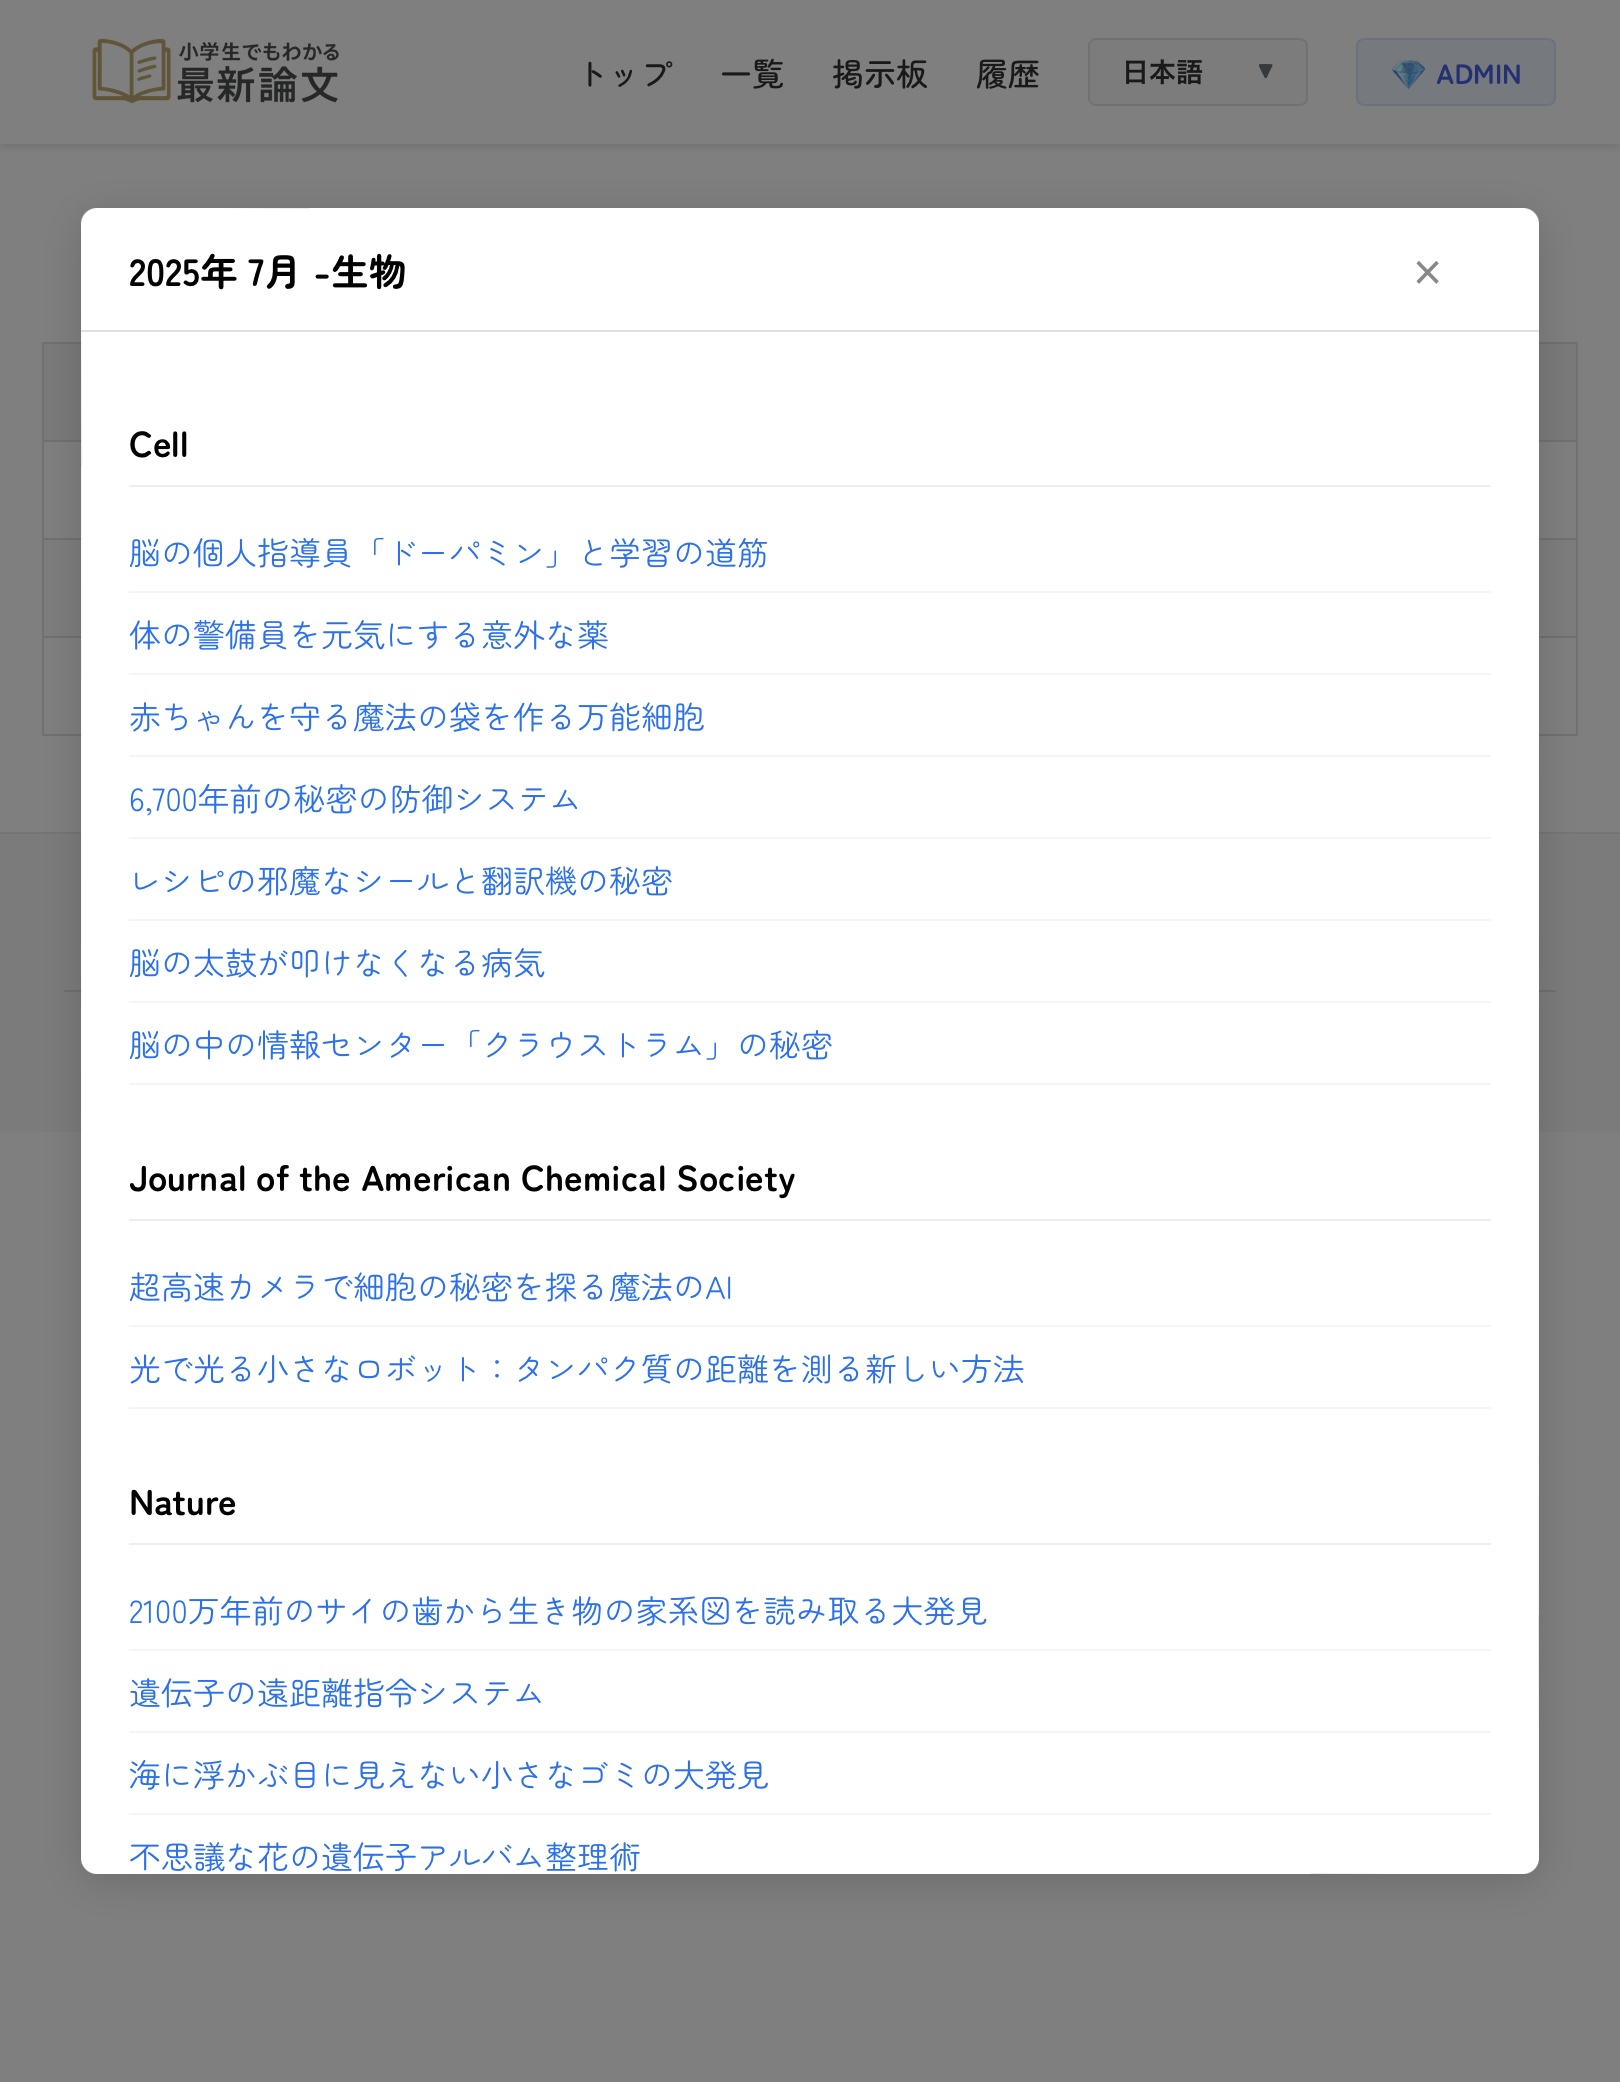 小学生でもわかる
最新論文
トップ 一覧 掲示板 履歴 日本語 ▼ 💎 ADMIN
2025年 7月 -生物 ×
Cell
脳の個人指導員「ドーパミン」と学習の道筋
体の警備員を元気にする意外な薬
赤ちゃんを守る魔法の袋を作る万能細胞
6,700年前の秘密の防御システム
レシピの邪魔なシールと翻訳機の秘密
脳の太鼓が叩けなくなる病気
脳の中の情報センター「クラウストラム」の秘密
Journal of the American Chemical Society
超高速カメラで細胞の秘密を探る魔法のAI
光で光る小さなロボット：タンパク質の距離を測る新しい方法
Nature
2100万年前のサイの歯から生き物の家系図を読み取る大発見
遺伝子の遠距離指令システム
海に浮かぶ目に見えない小さなゴミの大発見
不思議な花の遺伝子アルバム整理術